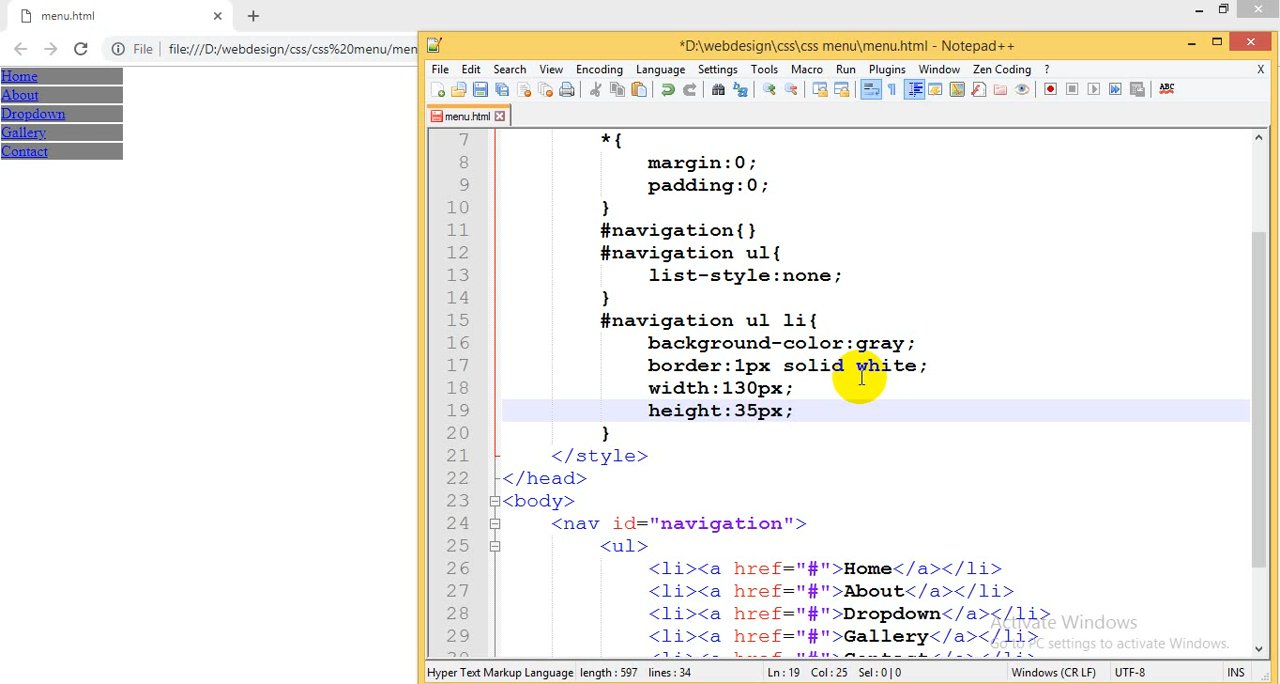 menu.html
File
file:///D:/webdesign/css/css%20menu/men
Home
About
Dropdown
Gallery
Contact
*D:\webdesign\css\css menu\menu.html - Notepad++
File Edit Search View Encoding Language Settings Tools Macro Run Plugins Window Zen Coding ? X
ABC
menu.html
7 *{
8 margin:0;
9 padding:0;
10 }
11 #navigation{}
12 #navigation ul{
13 list-style:none;
14 }
15 #navigation ul li{
16 background-color:gray;
17 border:1px solid white;
18 width:130px;
19 height:35px;
20 }
21 </style>
22 </head>
23 <body>
24 <nav id="navigation">
25 <ul>
26 <li><a href="#">Home</a></li>
27 <li><a href="#">About</a></li>
28 <li><a href="#">Dropdown</a></li>
29 <li><a href="#">Gallery</a></li>
30 <li><a href="#">Contact</a></li>
Activate Windows
Go to PC settings to activate Windows.
Hyper Text Markup Language length : 597 lines : 34 Ln : 19 Col : 25 Sel : 0 | 0 Windows (CR LF) UTF-8 INS